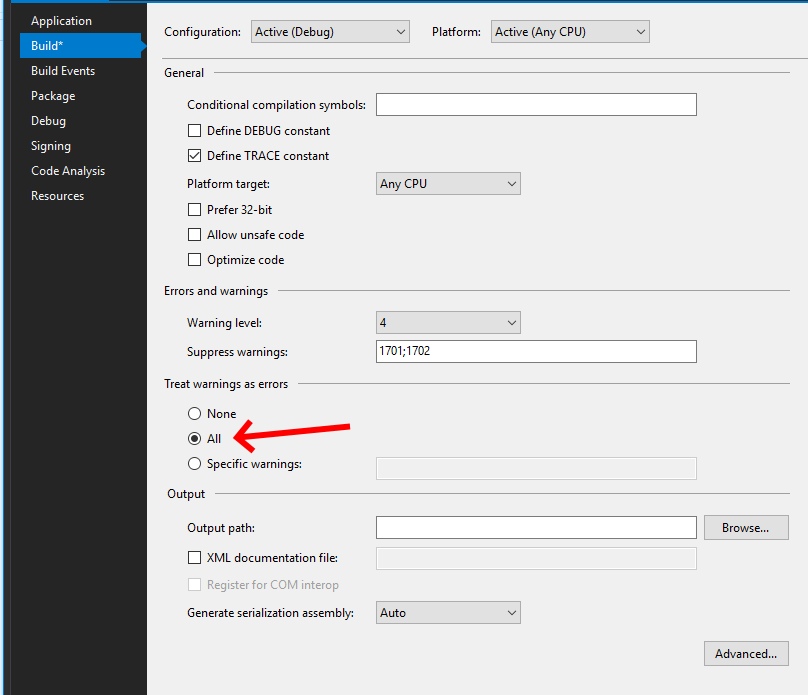 Application
Build*
Build Events
Package
Debug
Signing
Code Analysis
Resources
Configuration: Active (Debug) Platform: Active (Any CPU)
General
Conditional compilation symbols:
Define DEBUG constant
Define TRACE constant
Platform target: Any CPU
Prefer 32-bit
Allow unsafe code
Optimize code
Errors and warnings
Warning level: 4
Suppress warnings: 1701;1702
Treat warnings as errors
None
All
Specific warnings:
Output
Output path: Browse...
XML documentation file:
Register for COM interop
Generate serialization assembly: Auto
Advanced...